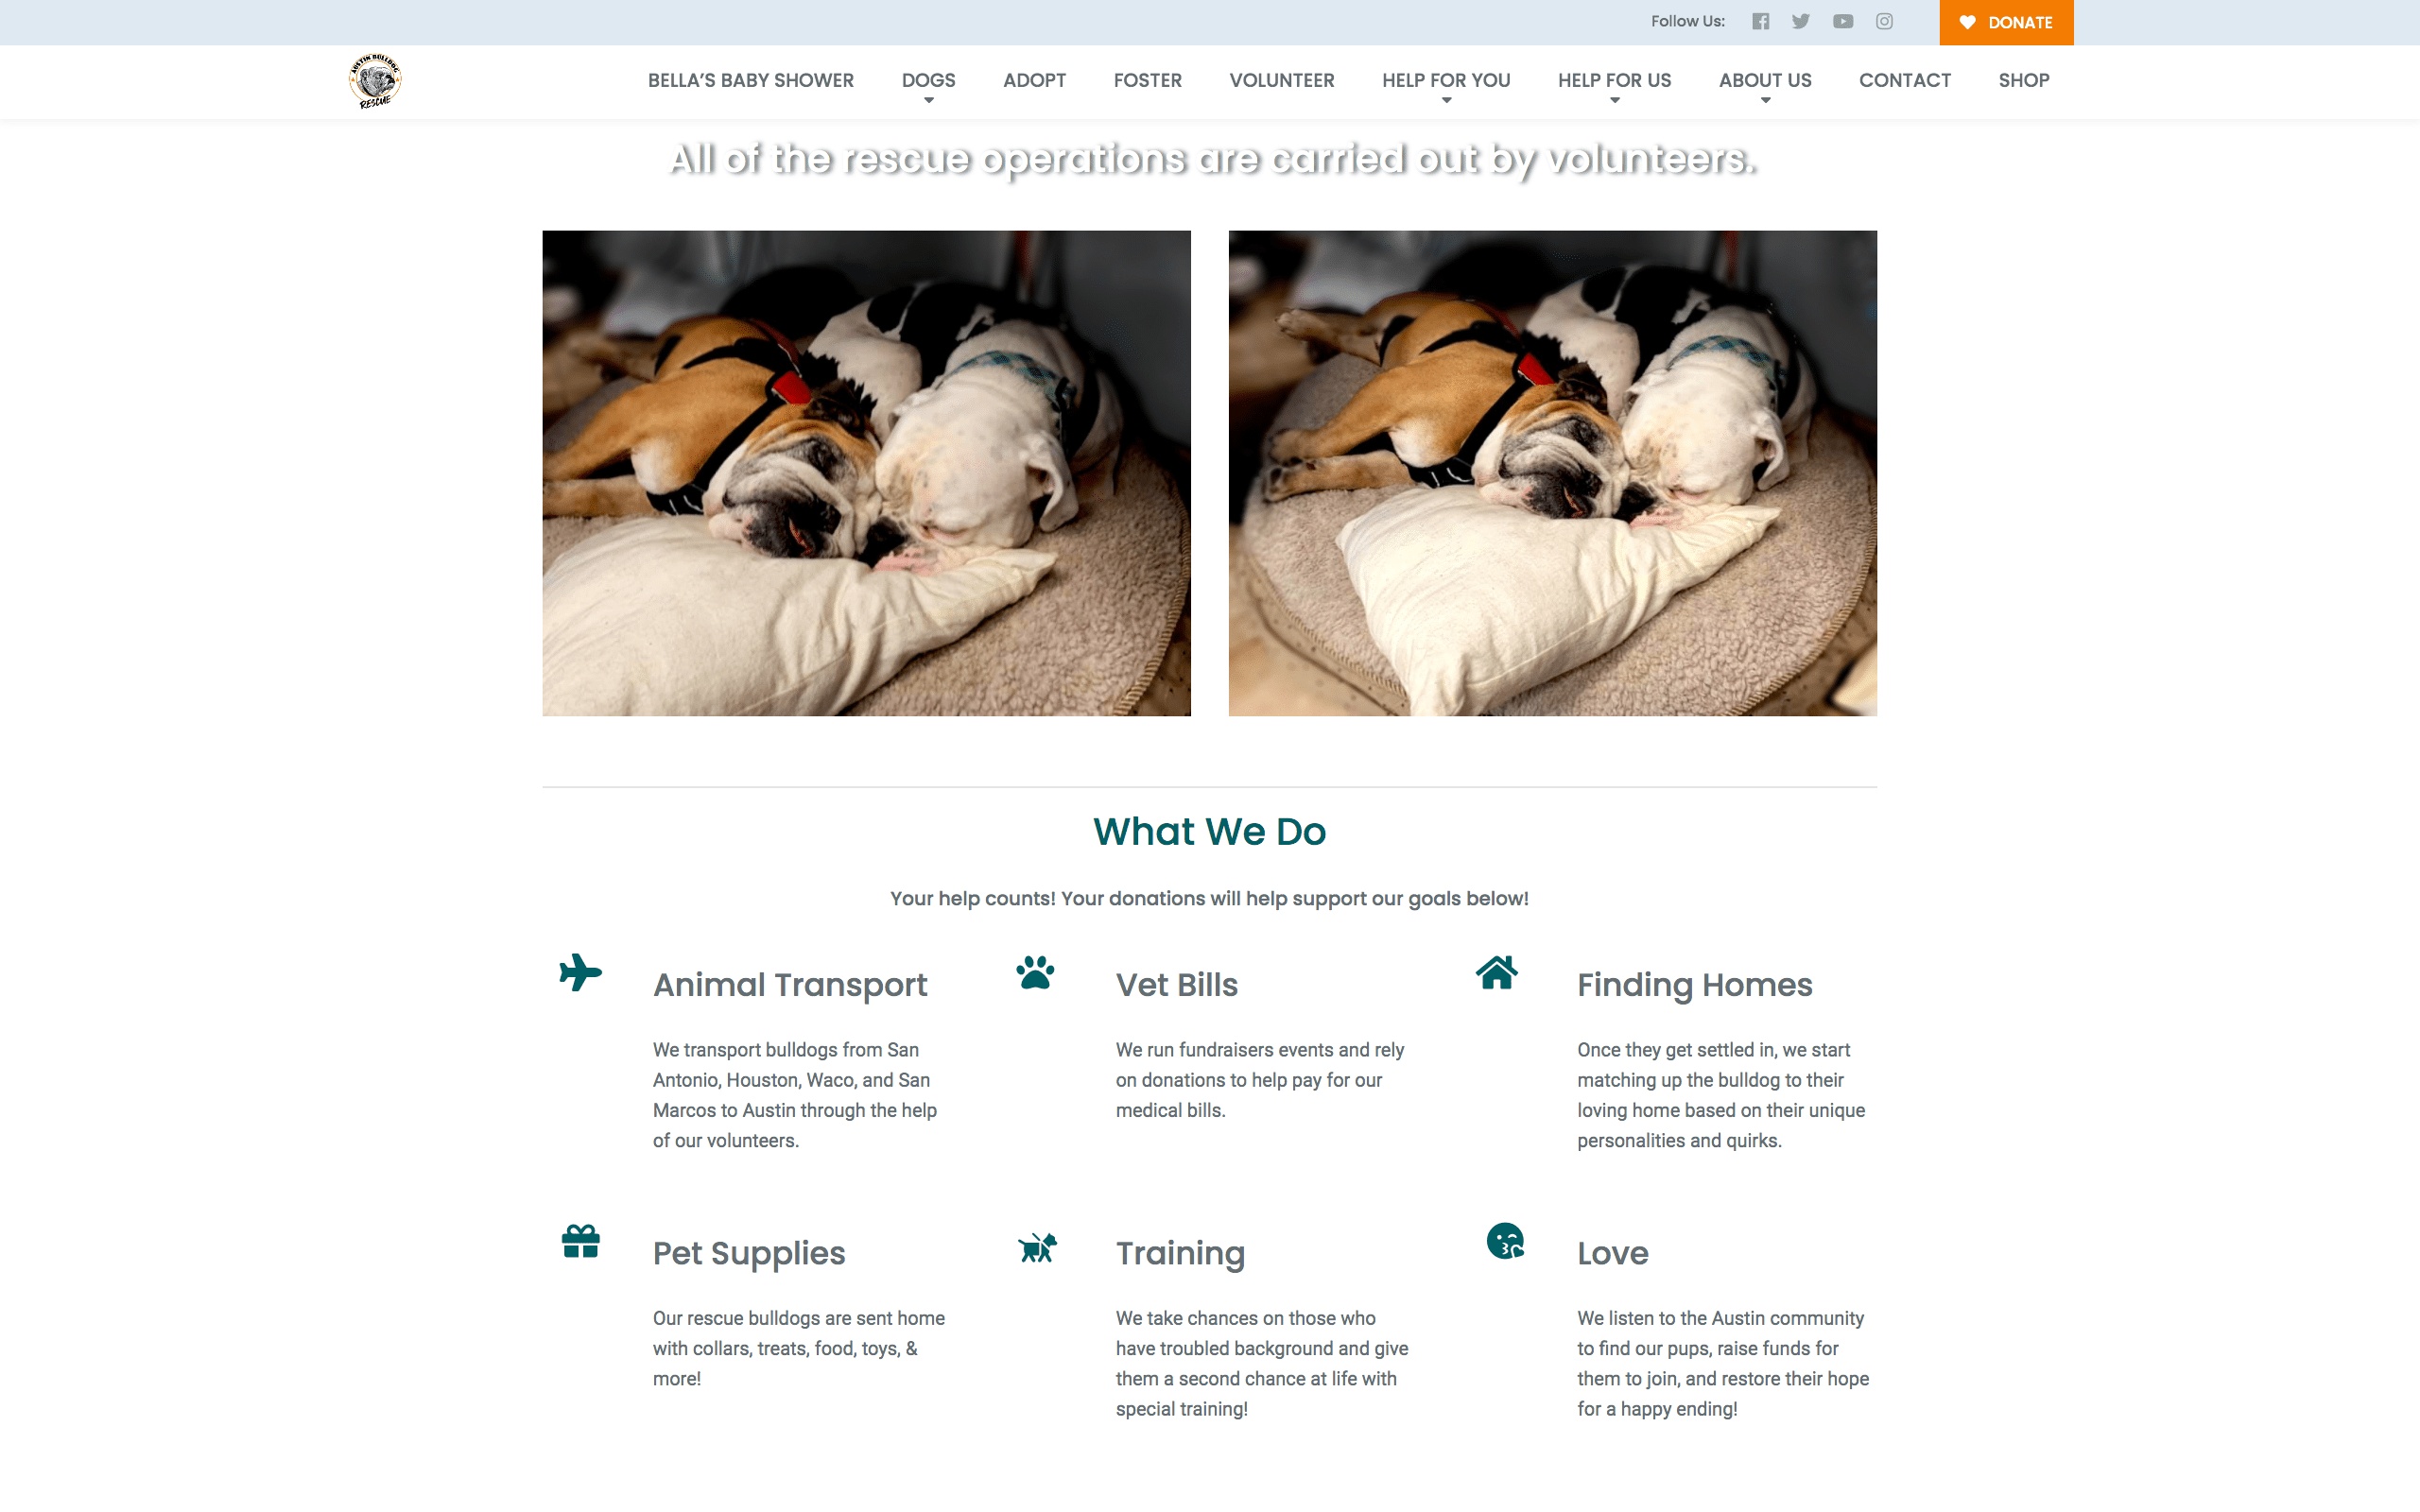 Follow Us:
DONATE
AUSTIN BULLDOG
RESCUE
BELLA'S BABY SHOWER
DOGS
ADOPT
FOSTER
VOLUNTEER
HELP FOR YOU
HELP FOR US
ABOUT US
CONTACT
SHOP
All of the rescue operations are carried out by volunteers.
What We Do
Your help counts! Your donations will help support our goals below!
Animal Transport
We transport bulldogs from San
Antonio, Houston, Waco, and San
Marcos to Austin through the help
of our volunteers.
Vet Bills
We run fundraisers events and rely
on donations to help pay for our
medical bills.
Finding Homes
Once they get settled in, we start
matching up the bulldog to their
loving home based on their unique
personalities and quirks.
Pet Supplies
Our rescue bulldogs are sent home
with collars, treats, food, toys, &
more!
Training
We take chances on those who
have troubled background and give
them a second chance at life with
special training!
Love
We listen to the Austin community
to find our pups, raise funds for
them to join, and restore their hope
for a happy ending!